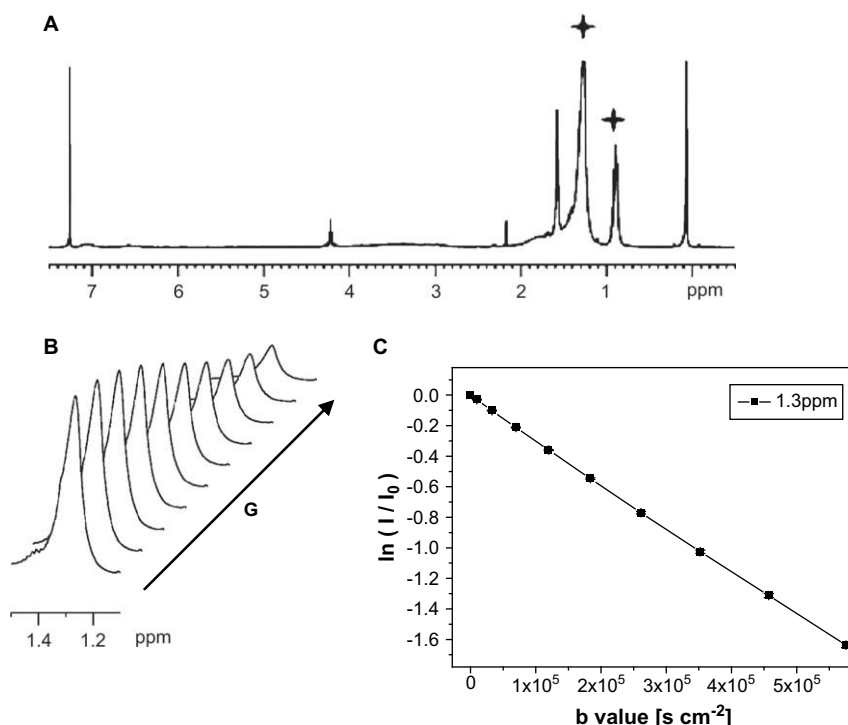 A
7 6 5 4 3 2 1 ppm
B
G
1.4 1.2 ppm
C
1.3ppm
0.0
-0.2
-0.4
-0.6
-0.8
-1.0
-1.2
-1.4
-1.6
ln ( I / I₀ )
0 1x10⁵ 2x10⁵ 3x10⁵ 4x10⁵ 5x10⁵
b value [s cm⁻²]